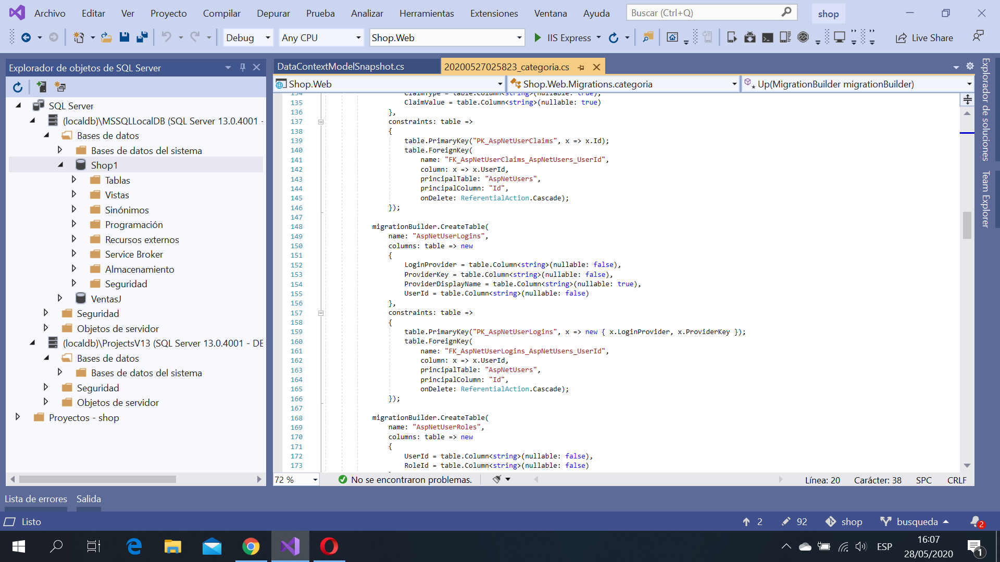 Archivo Editar Ver Proyecto Compilar Depurar Prueba Analizar Herramientas Extensiones Ventana Ayuda Buscar (Ctrl+Q) shop
Debug Any CPU Shop.Web IIS Express Live Share
Explorador de objetos de SQL Server
SQL Server
(localdb)\MSSQLLocalDB (SQL Server 13.0.4001 -
Bases de datos
Bases de datos del sistema
Shop1
Tablas
Vistas
Sinónimos
Programación
Recursos externos
Service Broker
Almacenamiento
Seguridad
VentasJ
Seguridad
Objetos de servidor
(localdb)\ProjectsV13 (SQL Server 13.0.4001 - DE
Bases de datos
Bases de datos del sistema
Seguridad
Objetos de servidor
Proyectos - shop
DataContextModelSnapshot.cs 20200527025823_categoria.cs
Shop.Web Shop.Web.Migrations.categoria Up(MigrationBuilder migrationBuilder)
134 ClaimType = table.Column<string>(nullable: true),
135 ClaimValue = table.Column<string>(nullable: true)
136 },
137 constraints: table =>
138 {
139 table.PrimaryKey("PK_AspNetUserClaims", x => x.Id);
140 table.ForeignKey(
141 name: "FK_AspNetUserClaims_AspNetUsers_UserId",
142 column: x => x.UserId,
143 principalTable: "AspNetUsers",
144 principalColumn: "Id",
145 onDelete: ReferentialAction.Cascade);
146 });
147
148 migrationBuilder.CreateTable(
149 name: "AspNetUserLogins",
150 columns: table => new
151 {
152 LoginProvider = table.Column<string>(nullable: false),
153 ProviderKey = table.Column<string>(nullable: false),
154 ProviderDisplayName = table.Column<string>(nullable: true),
155 UserId = table.Column<string>(nullable: false)
156 },
157 constraints: table =>
158 {
159 table.PrimaryKey("PK_AspNetUserLogins", x => new { x.LoginProvider, x.ProviderKey });
160 table.ForeignKey(
161 name: "FK_AspNetUserLogins_AspNetUsers_UserId",
162 column: x => x.UserId,
163 principalTable: "AspNetUsers",
164 principalColumn: "Id",
165 onDelete: ReferentialAction.Cascade);
166 });
167
168 migrationBuilder.CreateTable(
169 name: "AspNetUserRoles",
170 columns: table => new
171 {
172 UserId = table.Column<string>(nullable: false),
173 RoleId = table.Column<string>(nullable: false)
72 % No se encontraron problemas. Línea: 20 Carácter: 38 SPC CRLF
Explorador de soluciones
Team Explorer
Lista de errores Salida
Listo 2 92 shop busqueda 2
ESP 16:07
28/05/2020 1